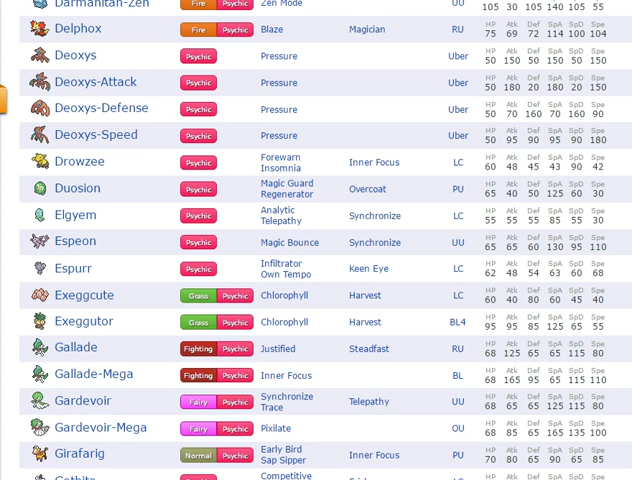 Darmanitan-Zen Fire Psychic Zen Mode UU 105 30 105 140 105 55
HP Atk Def SpA SpD Spe
Delphox Fire Psychic Blaze Magician RU 75 69 72 114 100 104
HP Atk Def SpA SpD Spe
Deoxys Psychic Pressure Uber 50 150 50 150 50 150
HP Atk Def SpA SpD Spe
Deoxys-Attack Psychic Pressure Uber 50 180 20 180 20 150
HP Atk Def SpA SpD Spe
Deoxys-Defense Psychic Pressure Uber 50 70 160 70 160 90
HP Atk Def SpA SpD Spe
Deoxys-Speed Psychic Pressure Uber 50 95 90 95 90 180
Forewarn HP Atk Def SpA SpD Spe
Drowzee Psychic Insomnia Inner Focus LC 60 48 45 43 90 42
Magic Guard HP Atk Def SpA SpD Spe
Duosion Psychic Regenerator Overcoat PU 65 40 50 125 60 30
Analytic HP Atk Def SpA SpD Spe
Elgyem Psychic Telepathy Synchronize LC 55 55 55 85 55 30
HP Atk Def SpA SpD Spe
Espeon Psychic Magic Bounce Synchronize UU 65 65 60 130 95 110
Infiltrator HP Atk Def SpA SpD Spe
Espurr Psychic Own Tempo Keen Eye LC 62 48 54 63 60 68
HP Atk Def SpA SpD Spe
Exeggcute Grass Psychic Chlorophyll Harvest LC 60 40 80 60 45 40
HP Atk Def SpA SpD Spe
Exeggutor Grass Psychic Chlorophyll Harvest BL4 95 95 85 125 65 55
HP Atk Def SpA SpD Spe
Gallade Fighting Psychic Justified Steadfast RU 68 125 65 65 115 80
HP Atk Def SpA SpD Spe
Gallade-Mega Fighting Psychic Inner Focus BL 68 165 95 65 115 110
Synchronize HP Atk Def SpA SpD Spe
Gardevoir Fairy Psychic Trace Telepathy UU 68 65 65 125 115 80
HP Atk Def SpA SpD Spe
Gardevoir-Mega Fairy Psychic Pixilate OU 68 85 65 165 135 100
Early Bird HP Atk Def SpA SpD Spe
Girafarig Normal Psychic Sap Sipper Inner Focus PU 70 80 65 90 65 85
Competitive HP Atk Def SpA SpD Spe